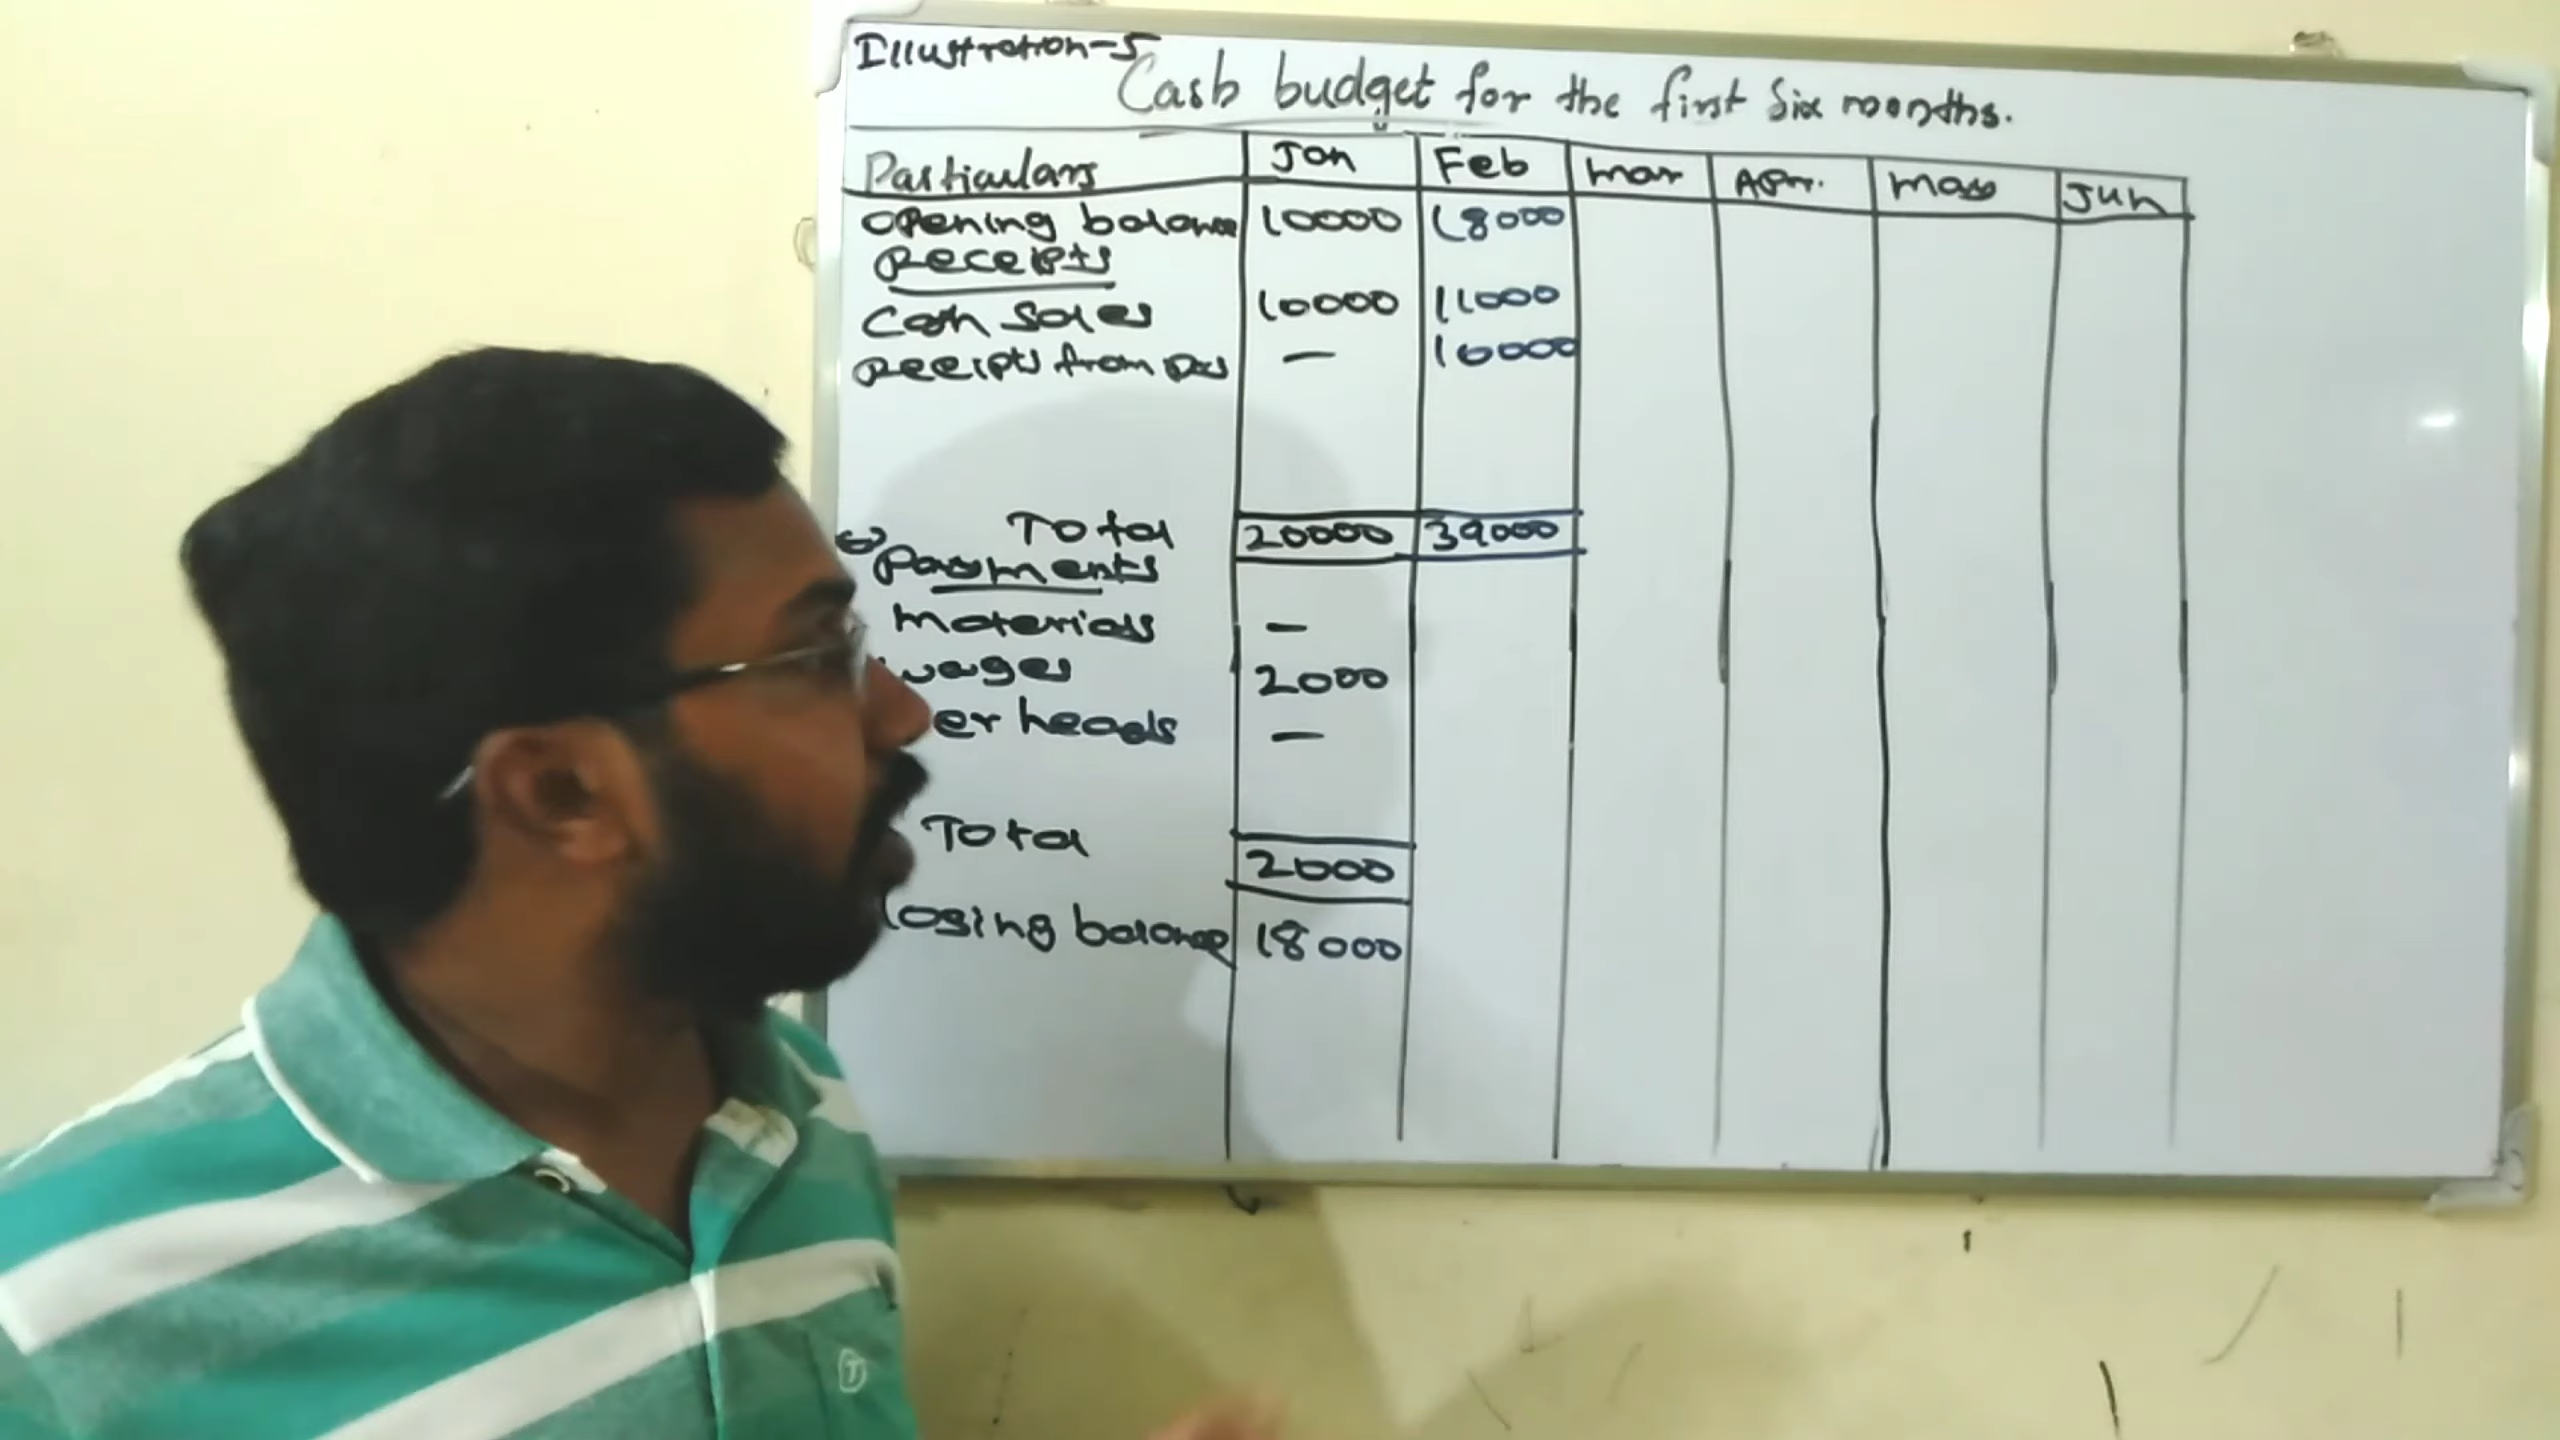 Illustration-5
Cash budget for the first six months.
Particulars Jan Feb Mar Apr. May Jun
Opening balance 10000 18000
Receipts
Cash sales 10000 11000
Receipts from Drs — 10000
Total 20000 39000
Payments
Materials —
wages 2000
er heads —
Total 2000
losing balance 18000